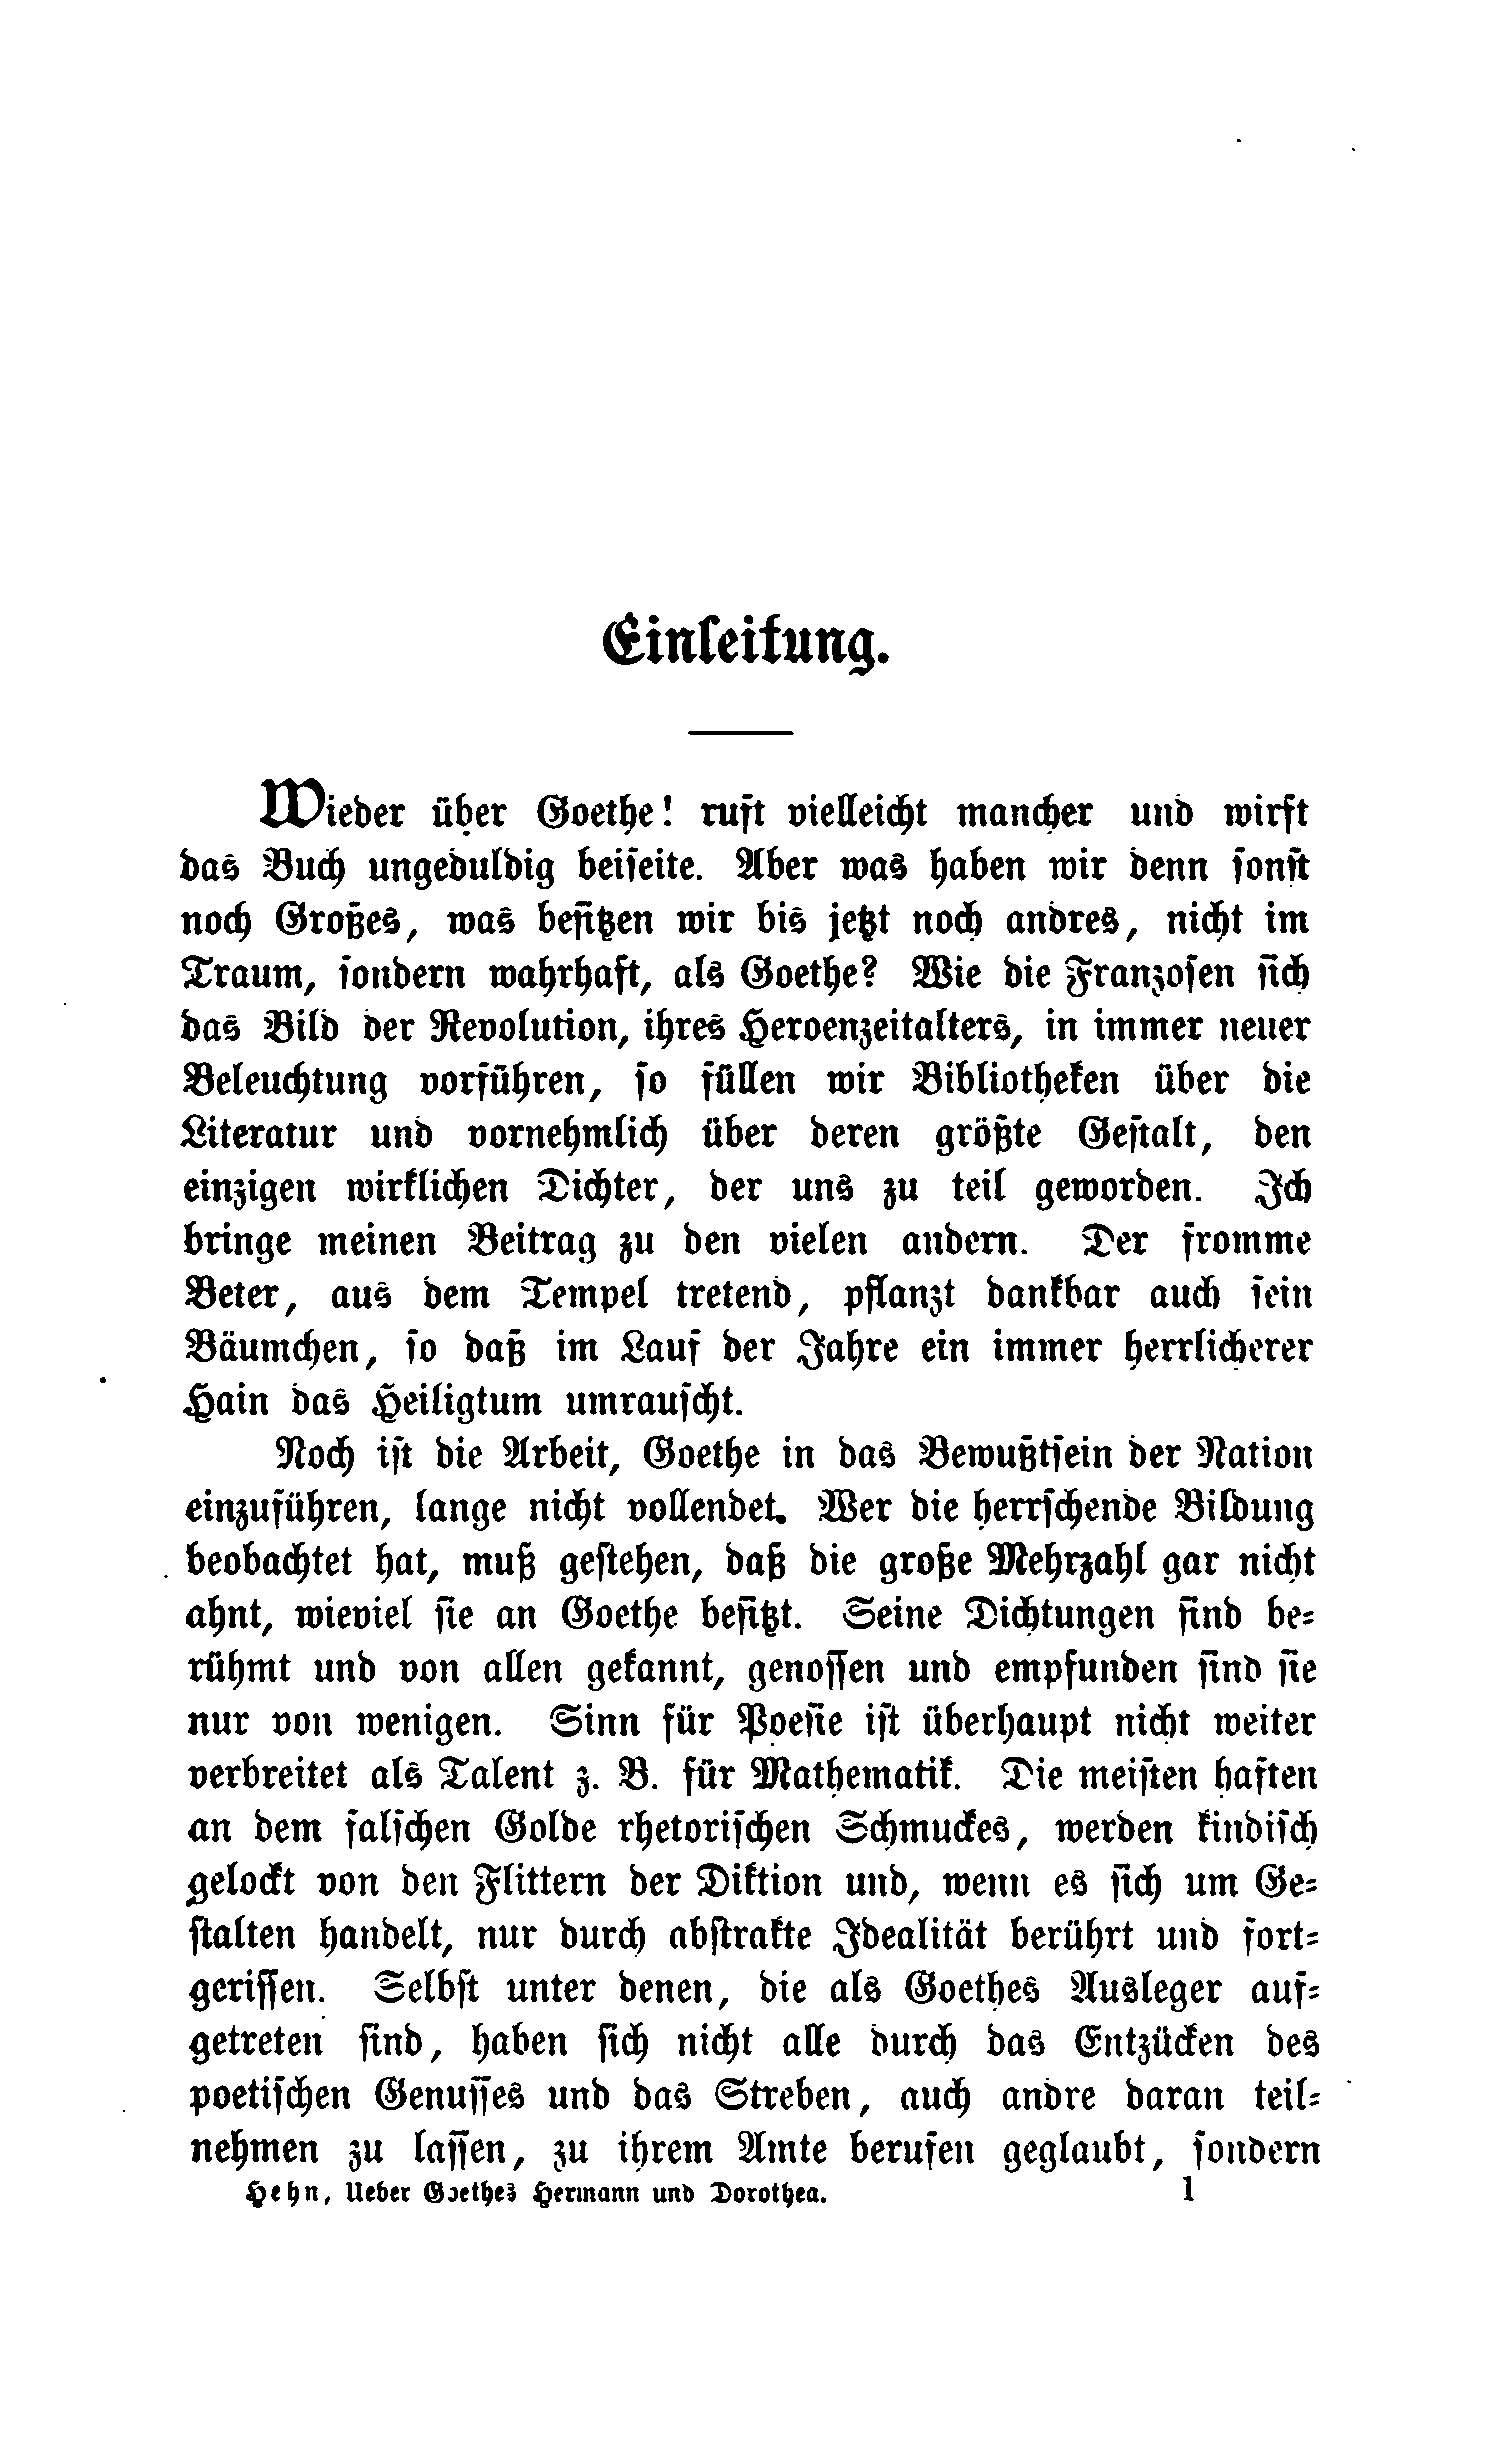 Einleitung.
Wieder über Goethe! ruft vielleicht mancher und wirft
das Buch ungeduldig beiseite. Aber was haben wir denn sonst
noch Großes, was besitzen wir bis jetzt noch andres, nicht im
Traum, sondern wahrhaft, als Goethe? Wie die Franzosen sich
das Bild der Revolution, ihres Heroenzeitalters, in immer neuer
Beleuchtung vorführen, so füllen wir Bibliotheken über die
Literatur und vornehmlich über deren größte Gestalt, den
einzigen wirklichen Dichter, der uns zu teil geworden. Ich
bringe meinen Beitrag zu den vielen andern. Der fromme
Beter, aus dem Tempel tretend, pflanzt dankbar auch sein
Bäumchen, so daß im Lauf der Jahre ein immer herrlicherer
Hain das Heiligtum umrauscht.
Noch ist die Arbeit, Goethe in das Bewußtsein der Nation
einzuführen, lange nicht vollendet. Wer die herrschende Bildung
beobachtet hat, muß gestehen, daß die große Mehrzahl gar nicht
ahnt, wieviel sie an Goethe besitzt. Seine Dichtungen sind be-
rühmt und von allen gekannt, genossen und empfunden sind sie
nur von wenigen. Sinn für Poesie ist überhaupt nicht weiter
verbreitet als Talent z. B. für Mathematik. Die meisten haften
an dem falschen Golde rhetorischen Schmuckes, werden kindisch
gelockt von den Flittern der Diktion und, wenn es sich um Ge-
stalten handelt, nur durch abstrakte Idealität berührt und fort-
gerissen. Selbst unter denen, die als Goethes Ausleger auf-
getreten sind, haben sich nicht alle durch das Entzücken des
poetischen Genusses und das Streben, auch andre daran teil-
nehmen zu lassen, zu ihrem Amte berufen geglaubt, sondern
Hehn, Ueber Goethes Hermann und Dorothea. 1